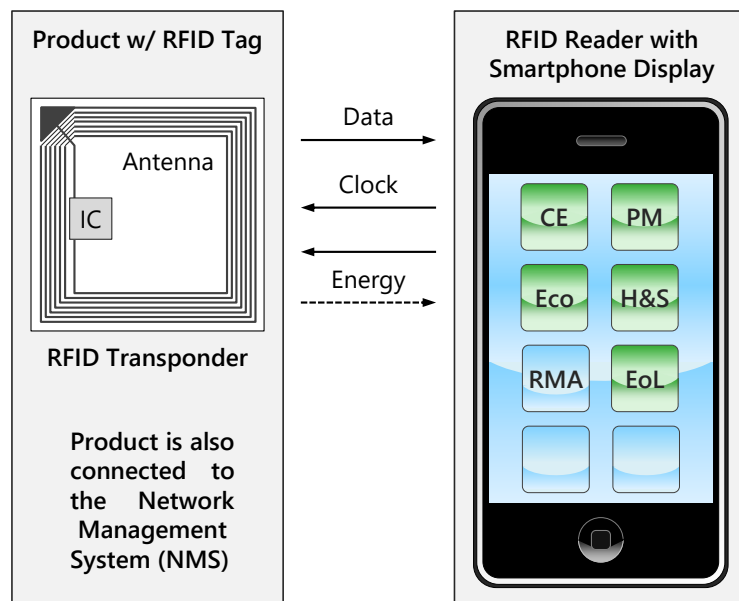 Product w/ RFID Tag
Antenna
IC
RFID Transponder
Product is also
connected to
the Network
Management
System (NMS)
Data
Clock
Energy
RFID Reader with
Smartphone Display
CE PM
Eco H&S
RMA EoL